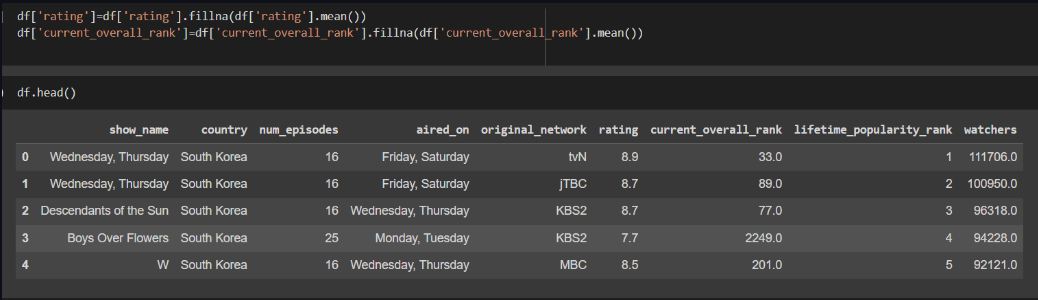 df['rating']=df['rating'].fillna(df['rating'].mean())
df['current_overall_rank']=df['current_overall_rank'].fillna(df['current_overall_rank'].mean())
df.head()
show_name country num_episodes aired_on original_network rating current_overall_rank lifetime_popularity_rank watchers
0 Wednesday, Thursday South Korea 16 Friday, Saturday tvN 8.9 33.0 1 111706.0
1 Wednesday, Thursday South Korea 16 Friday, Saturday jTBC 8.7 89.0 2 100950.0
2 Descendants of the Sun South Korea 16 Wednesday, Thursday KBS2 8.7 77.0 3 96318.0
3 Boys Over Flowers South Korea 25 Monday, Tuesday KBS2 7.7 2249.0 4 94228.0
4 W South Korea 16 Wednesday, Thursday MBC 8.5 201.0 5 92121.0